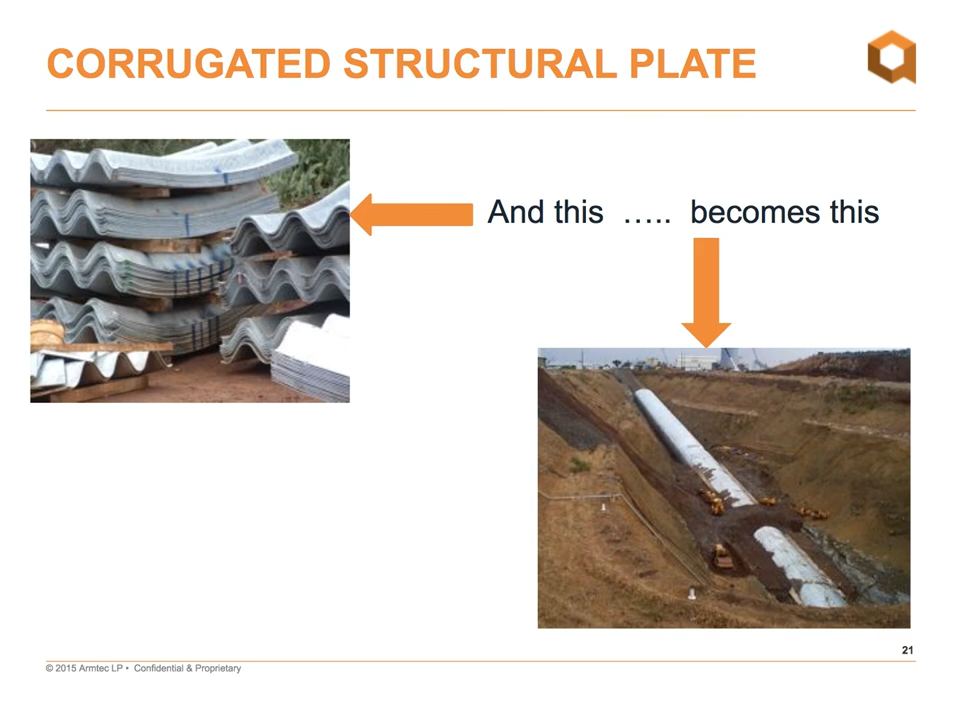 CORRUGATED STRUCTURAL PLATE
And this ….. becomes this
21
© 2015 Armtec LP • Confidential & Proprietary